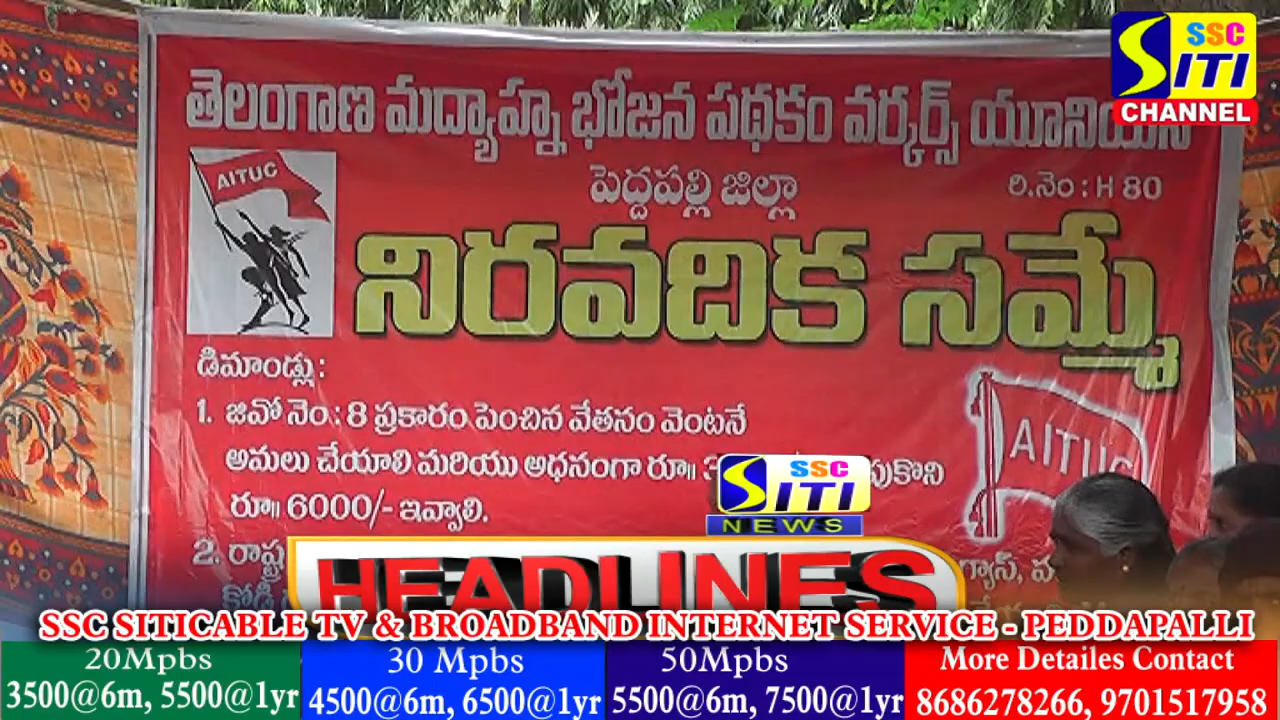 SSC
SITI
CHANNEL
తెలంగాణ మద్యాహ్న భోజన పథకం వర్కర్స్ యూనియన్
AITUC
పెద్దపల్లి జిల్లా
రి.నెం : H 80
నిరవదిక సమ్మే
డిమాండ్లు :
1. జివో నెం : 8 ప్రకారం పెంచిన వేతనం వెంటనే
అమలు చేయాలి మరియు అధనంగా రూ॥
రూ॥ 6000/- ఇవ్వాలి.
AITUC
SSC
SITI
NEWS
2. రాష్ట్ర
గ్యాస్,
HEADLINES
SSC SITICABLE TV & BROADBAND INTERNET SERVICE - PEDDAPALLI
20Mpbs
3500@6m, 5500@1yr
30 Mpbs
4500@6m, 6500@1yr
50Mpbs
5500@6m, 7500@1yr
More Detailes Contact
8686278266, 9701517958